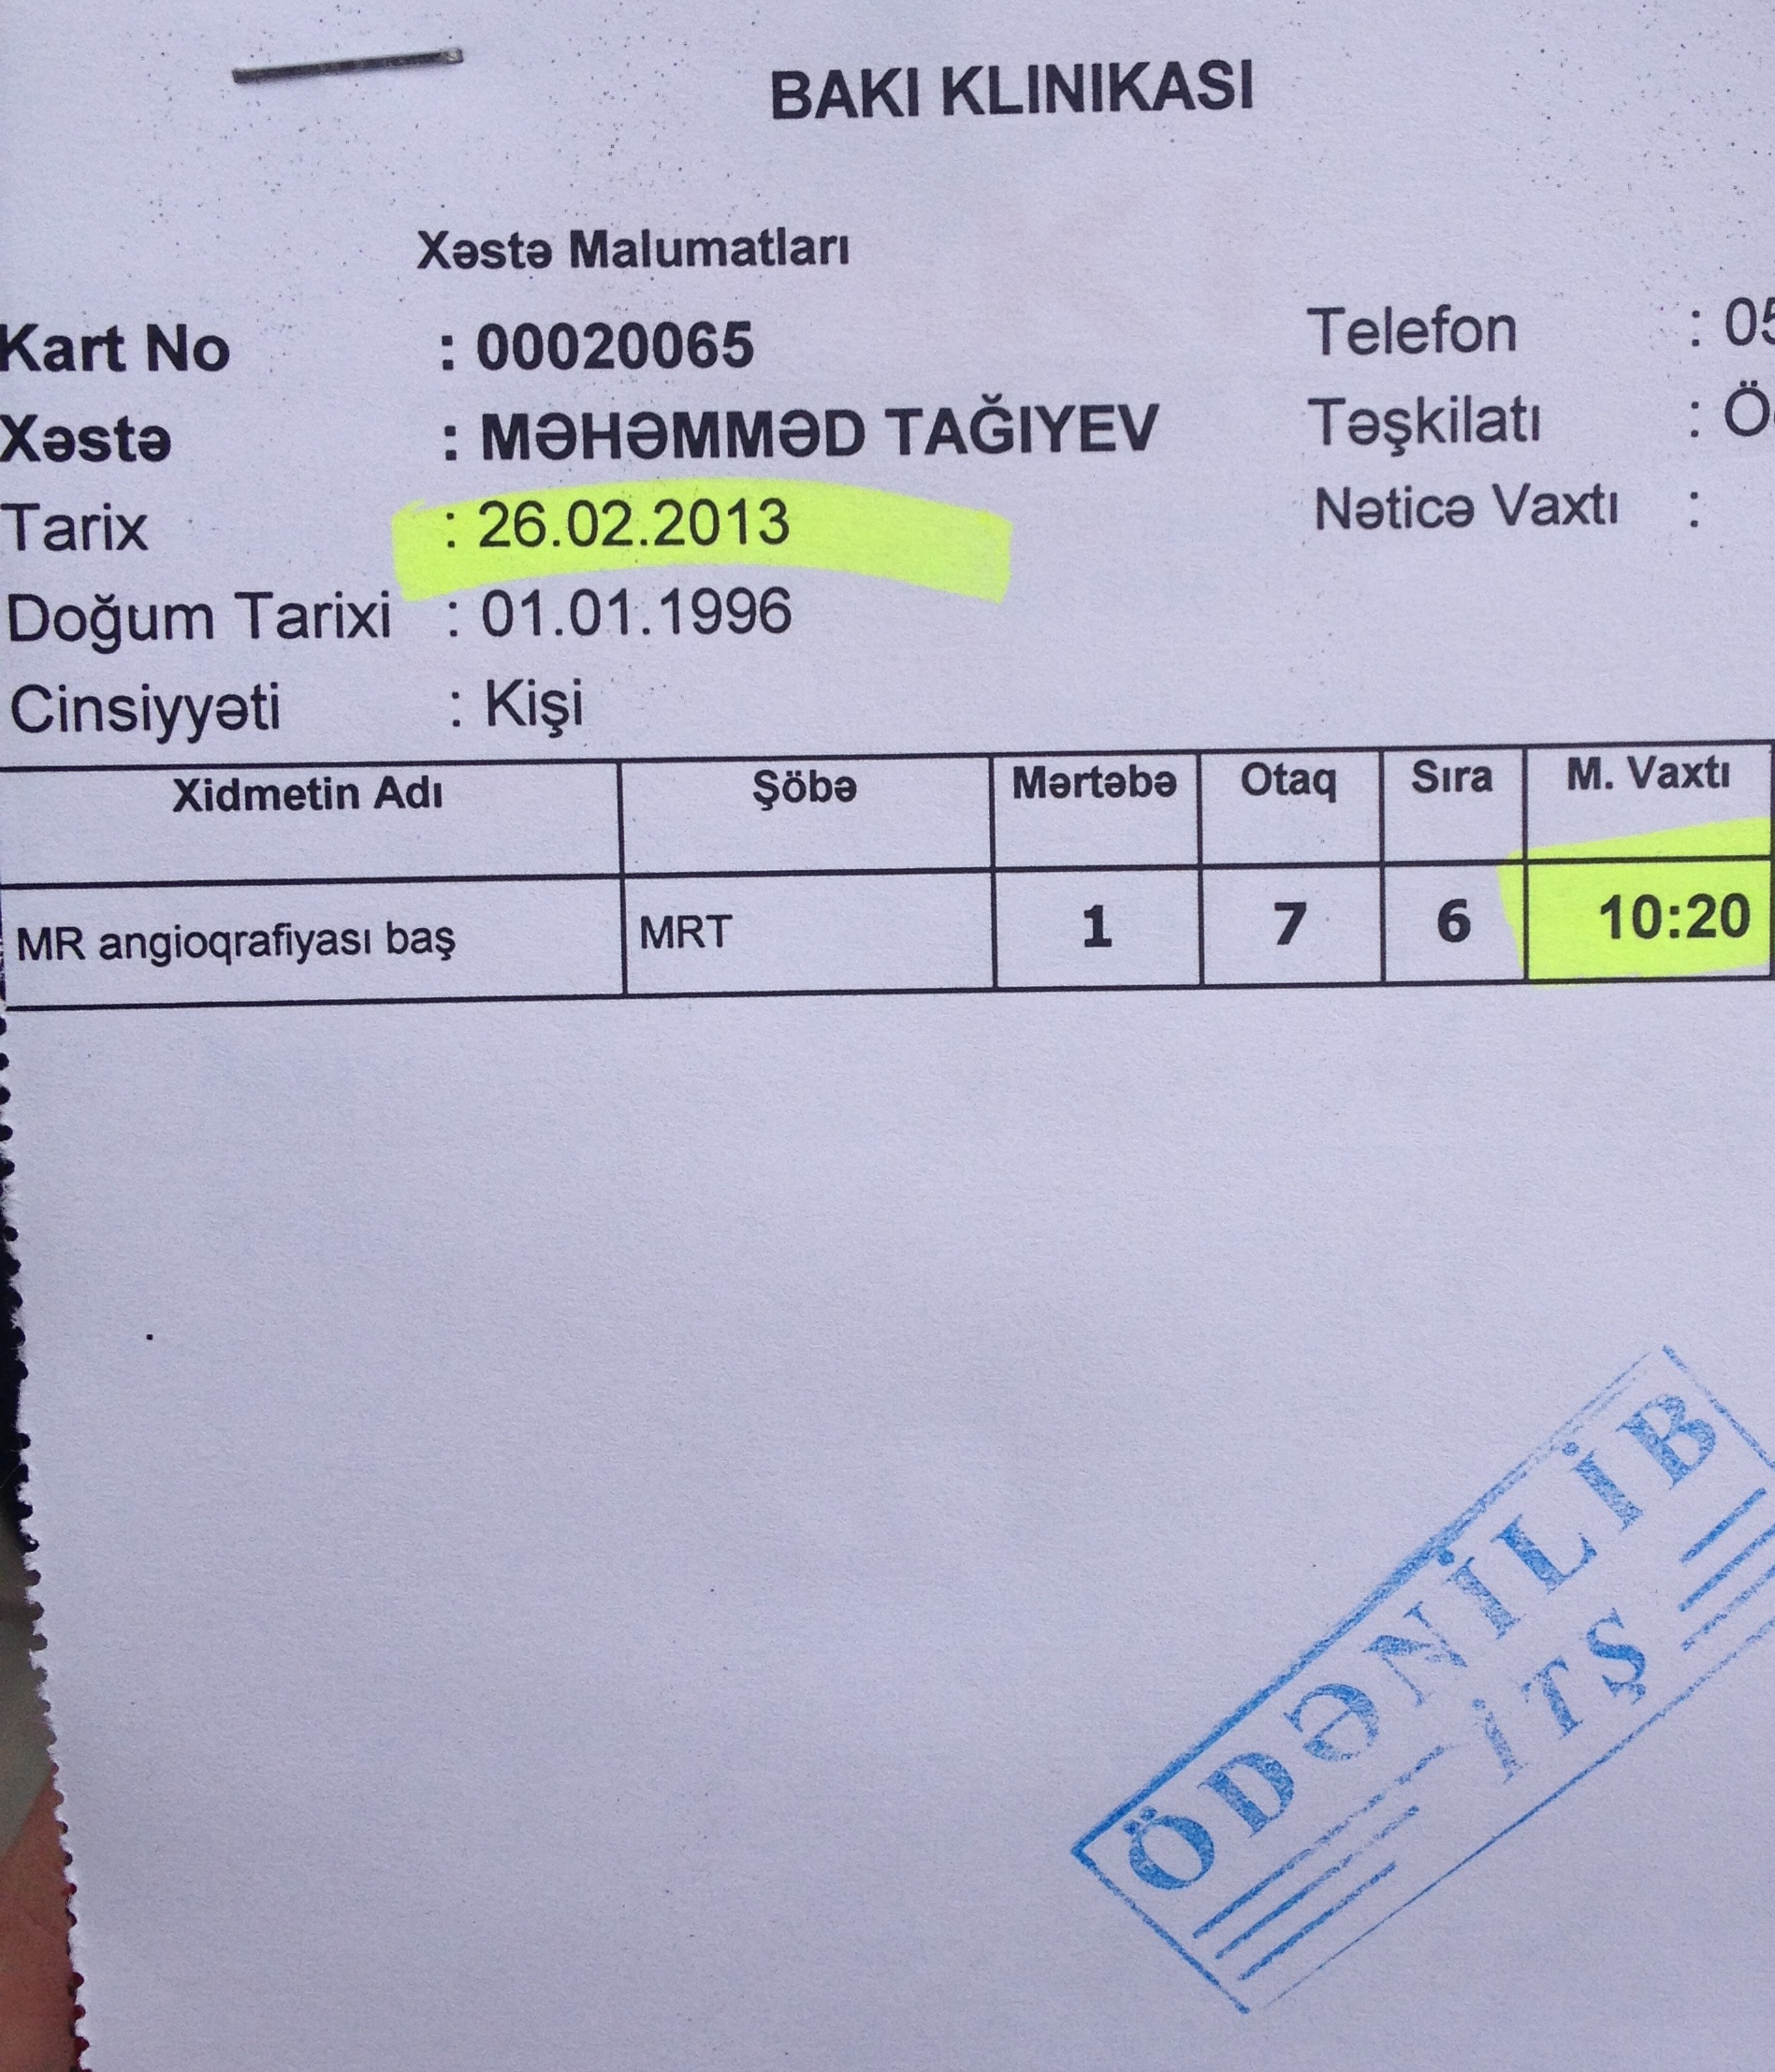 BAKI KLINIKASI
Xəstə Malumatları
Kart No : 00020065
Xəstə : MƏHƏMMƏD TAĞIYEV
Tarix : 26.02.2013
Doğum Tarixi : 01.01.1996
Cinsiyyəti : Kişi
Telefon : 05
Təşkilatı :
Nəticə Vaxtı :
Xidmetin Adı Şöbə Mərtəbə Otaq Sıra M. Vaxtı
MR angioqrafiyası baş MRT 1 7 6 10:20
ÖDƏNİLİB
İTŞ